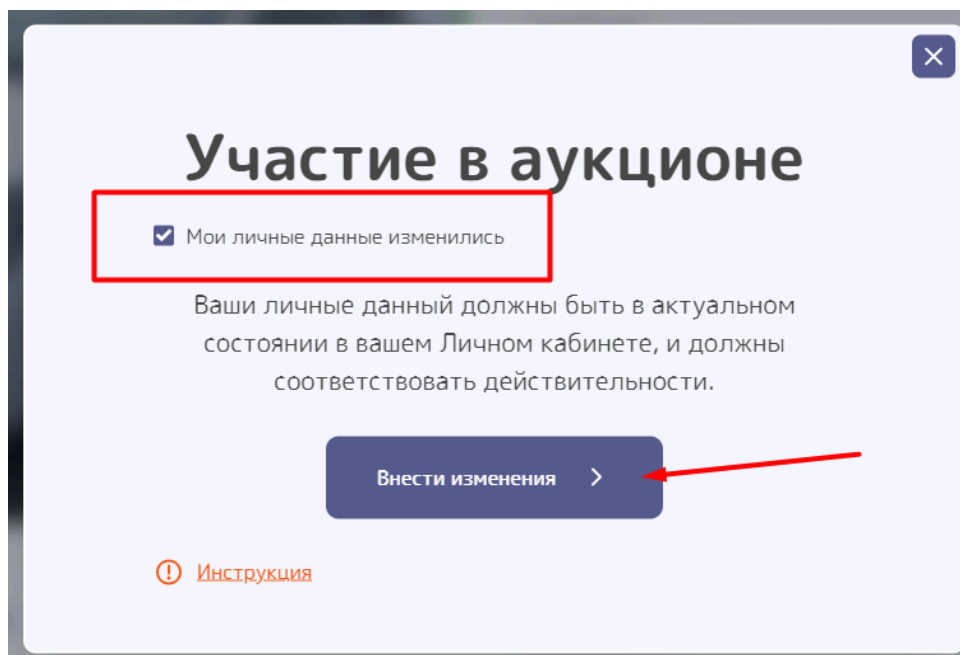 Участие в аукционе
Мои личные данные изменились
Ваши личные данный должны быть в актуальном
состоянии в вашем Личном кабинете, и должны
соответствовать действительности.
Внести изменения
Инструкция